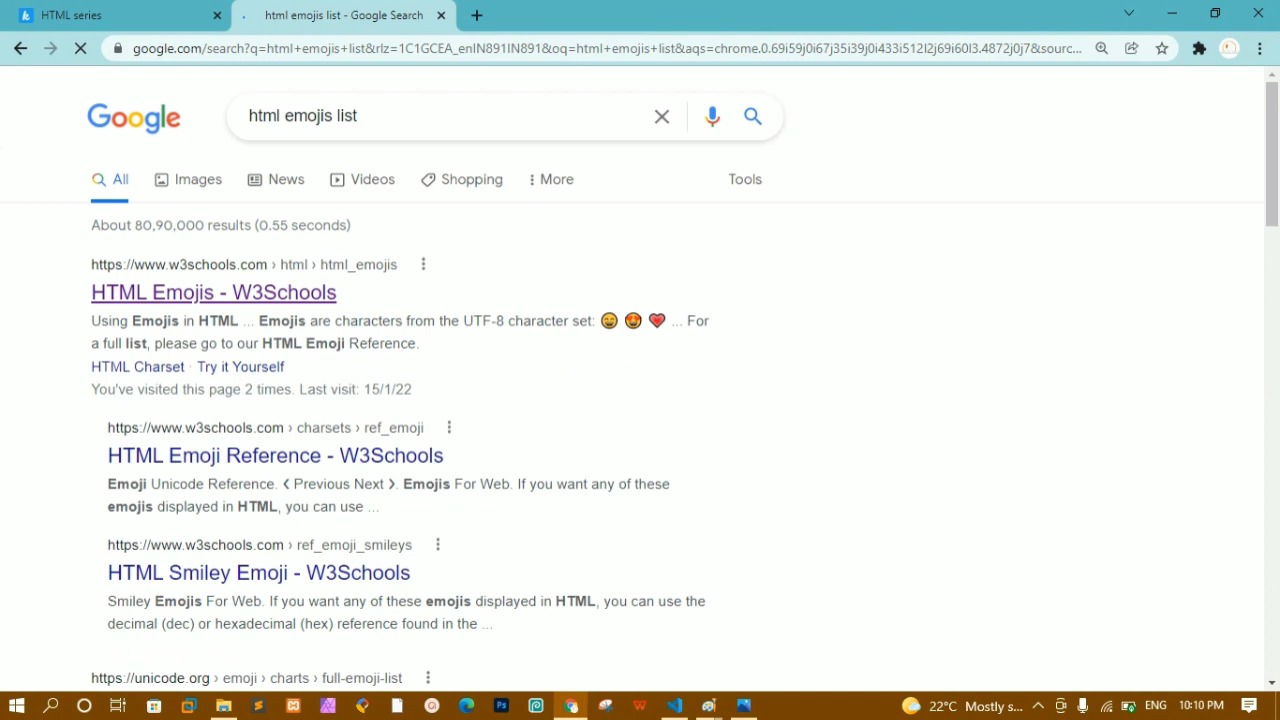 HTML series
html emojis list - Google Search
google.com/search?q=html+emojis+list&rlz=1C1GCEA_enIN891IN891&oq=html+emojis+list&aqs=chrome.0.69i59j0i67j35i39j0i433i512l2j69i60l3.4872j0j7&sourc...
Google
html emojis list
All Images News Videos Shopping More Tools
About 80,90,000 results (0.55 seconds)
https://www.w3schools.com › html › html_emojis
HTML Emojis - W3Schools
Using Emojis in HTML ... Emojis are characters from the UTF-8 character set: 😄 😍 💗 ... For
a full list, please go to our HTML Emoji Reference.
HTML Charset · Try it Yourself
You've visited this page 2 times. Last visit: 15/1/22
https://www.w3schools.com › charsets › ref_emoji
HTML Emoji Reference - W3Schools
Emoji Unicode Reference. ❮ Previous Next ❯. Emojis For Web. If you want any of these
emojis displayed in HTML, you can use ...
https://www.w3schools.com › ref_emoji_smileys
HTML Smiley Emoji - W3Schools
Smiley Emojis For Web. If you want any of these emojis displayed in HTML, you can use the
decimal (dec) or hexadecimal (hex) reference found in the ...
https://unicode.org › emoji › charts › full-emoji-list
22°C Mostly s... ENG 10:10 PM